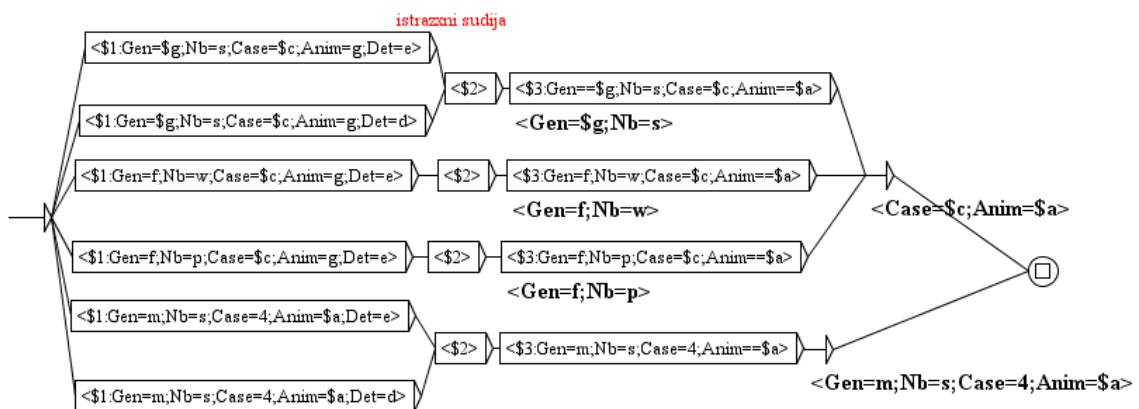 istrazxni sudija
<$1:Gen=$g;Nb=s;Case=$c;Anim=g;Det=e>
<$2> <$3:Gen==$g;Nb=s;Case=$c;Anim==$a>
<$1:Gen=$g;Nb=s;Case=$c;Anim=g;Det=d>
<Gen=$g;Nb=s>
<$1:Gen=f;Nb=w;Case=$c;Anim=g;Det=e> <$2> <$3:Gen=f;Nb=w;Case=$c;Anim==$a>
<Gen=f;Nb=w>
<Case=$c;Anim=$a>
<$1:Gen=f;Nb=p;Case=$c;Anim=g;Det=e> <$2> <$3:Gen=f;Nb=p;Case=$c;Anim==$a>
<Gen=f;Nb=p>
<$1:Gen=m;Nb=s;Case=4;Anim=$a;Det=e>
<$2> <$3:Gen=m;Nb=s;Case=4;Anim==$a>
<Gen=m;Nb=s;Case=4;Anim=$a>
<$1:Gen=m;Nb=s;Case=4;Anim=$a;Det=d>